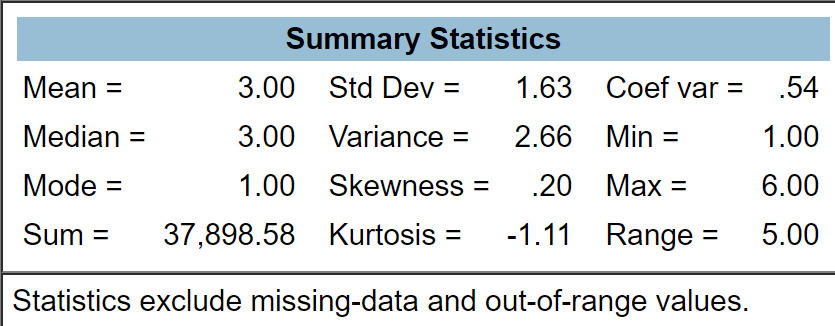 Summary Statistics
Mean = 3.00 Std Dev = 1.63 Coef var = .54
Median = 3.00 Variance = 2.66 Min = 1.00
Mode = 1.00 Skewness = .20 Max = 6.00
Sum = 37,898.58 Kurtosis = -1.11 Range = 5.00
Statistics exclude missing-data and out-of-range values.